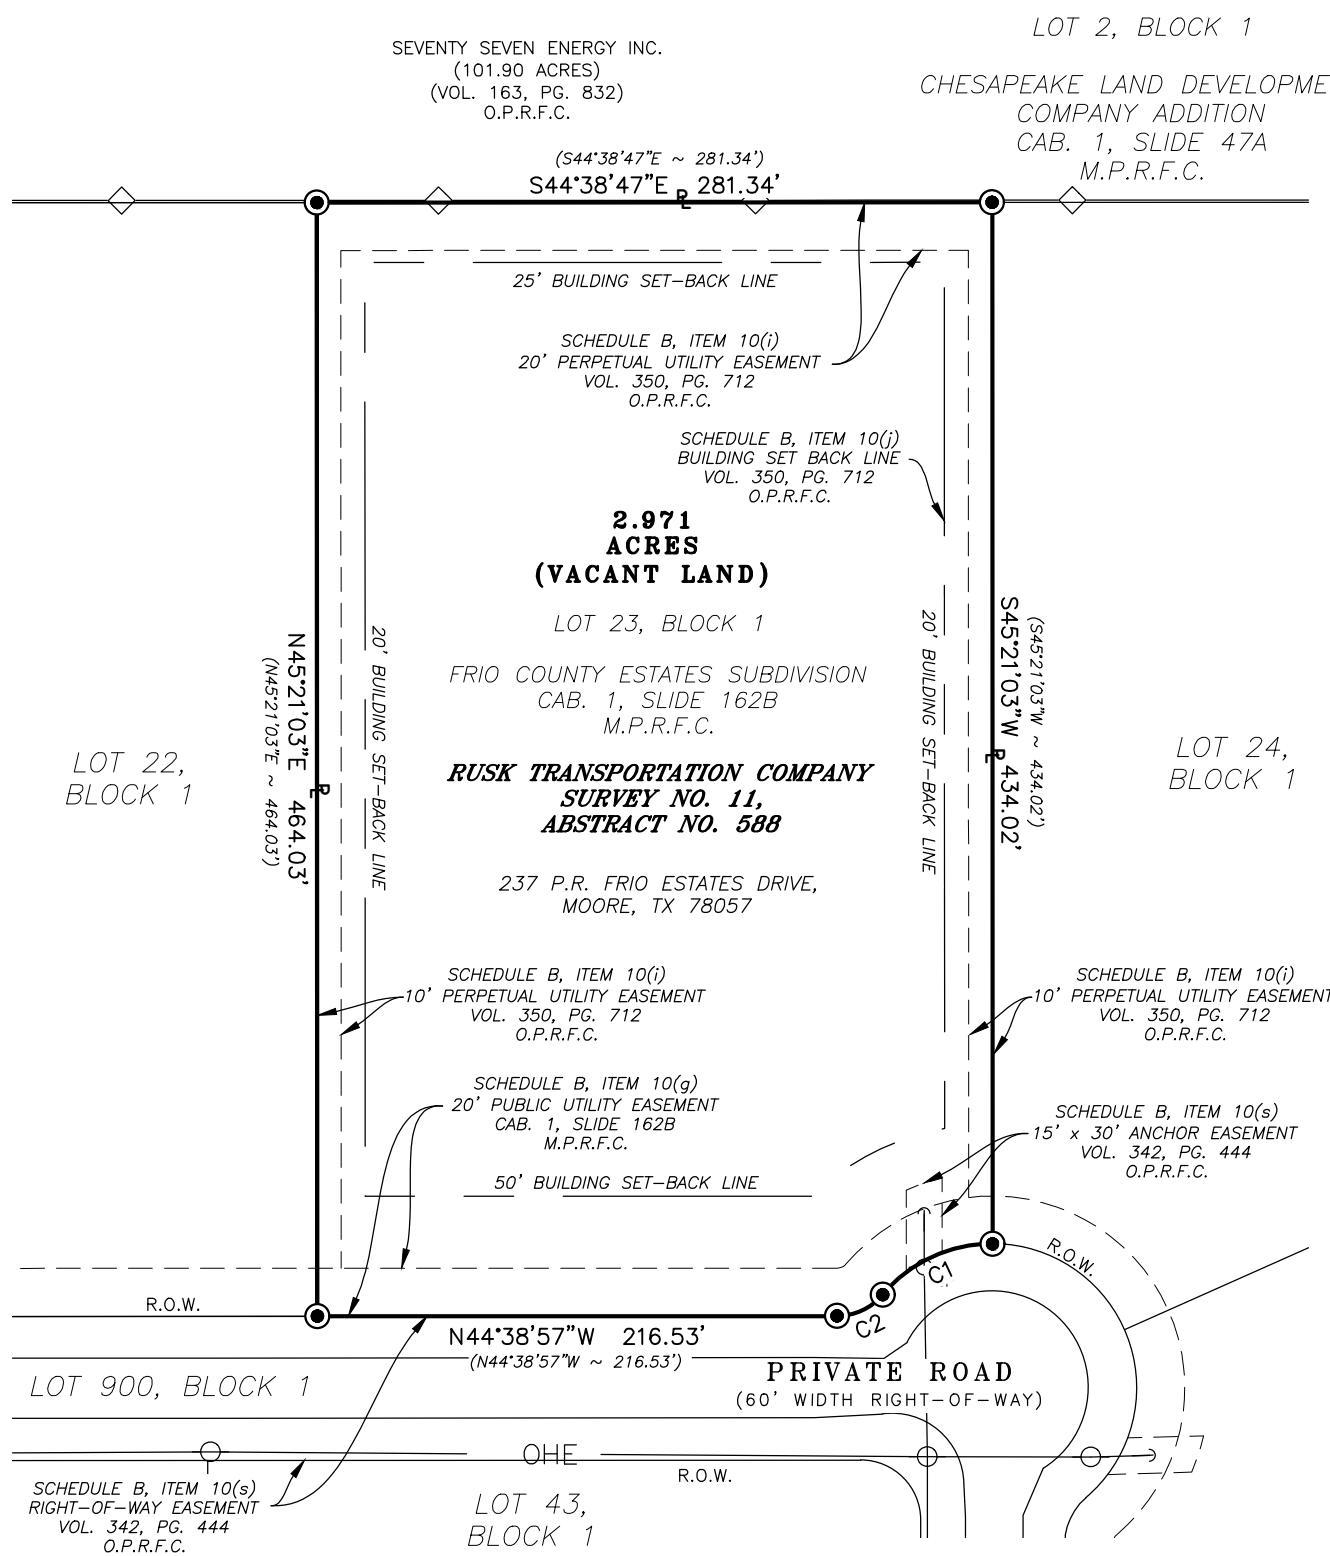 LOT 2, BLOCK 1
CHESAPEAKE LAND DEVELOPME
COMPANY ADDITION
CAB. 1, SLIDE 47A
M.P.R.F.C.
SEVENTY SEVEN ENERGY INC.
(101.90 ACRES)
(VOL. 163, PG. 832)
O.P.R.F.C.
(S44°38'47"E ~ 281.34')
S44°38'47"E 281.34'
PL
25' BUILDING SET-BACK LINE
SCHEDULE B, ITEM 10(i)
20' PERPETUAL UTILITY EASEMENT
VOL. 350, PG. 712
O.P.R.F.C.
SCHEDULE B, ITEM 10(j)
BUILDING SET BACK LINE
VOL. 350, PG. 712
O.P.R.F.C.
2.971
ACRES
(VACANT LAND)
LOT 23, BLOCK 1
FRIO COUNTY ESTATES SUBDIVISION
CAB. 1, SLIDE 162B
M.P.R.F.C.
RUSK TRANSPORTATION COMPANY
SURVEY NO. 11,
ABSTRACT NO. 588
237 P.R. FRIO ESTATES DRIVE,
MOORE, TX 78057
LOT 22,
BLOCK 1
N45°21'03"E 464.03'
(N45°21'03"E ~ 464.03')
PL
20' BUILDING SET-BACK LINE
20' BUILDING SET-BACK LINE
S45°21'03"W 434.02'
(S45°21'03"W ~ 434.02')
PL
LOT 24,
BLOCK 1
SCHEDULE B, ITEM 10(i)
10' PERPETUAL UTILITY EASEMENT
VOL. 350, PG. 712
O.P.R.F.C.
SCHEDULE B, ITEM 10(i)
10' PERPETUAL UTILITY EASEMENT
VOL. 350, PG. 712
O.P.R.F.C.
SCHEDULE B, ITEM 10(g)
20' PUBLIC UTILITY EASEMENT
CAB. 1, SLIDE 162B
M.P.R.F.C.
SCHEDULE B, ITEM 10(s)
15' x 30' ANCHOR EASEMENT
VOL. 342, PG. 444
O.P.R.F.C.
50' BUILDING SET-BACK LINE
R.O.W.
C1
C2
R.O.W.
N44°38'57"W 216.53'
(N44°38'57"W ~ 216.53')
LOT 900, BLOCK 1
PRIVATE ROAD
(60' WIDTH RIGHT-OF-WAY)
OHE
R.O.W.
SCHEDULE B, ITEM 10(s)
RIGHT-OF-WAY EASEMENT
VOL. 342, PG. 444
O.P.R.F.C.
LOT 43,
BLOCK 1